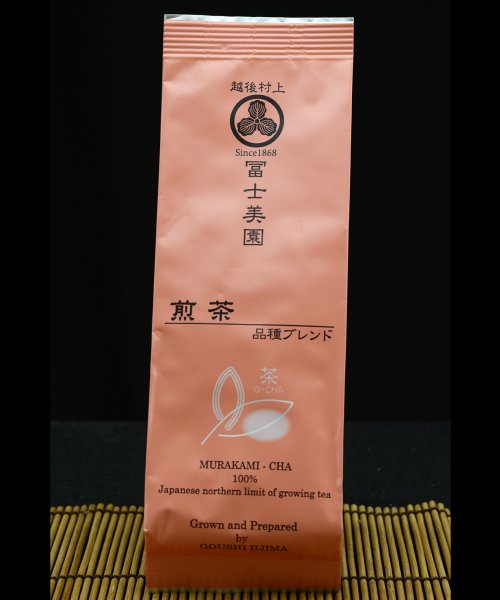 越後村上
Since1868
冨士美園
煎茶
品種ブレンド
茶
O-CHA
MURAKAMI - CHA
100%
Japanese northern limit of growing tea
Grown and Prepared
by
GOUSHI IIJIMA